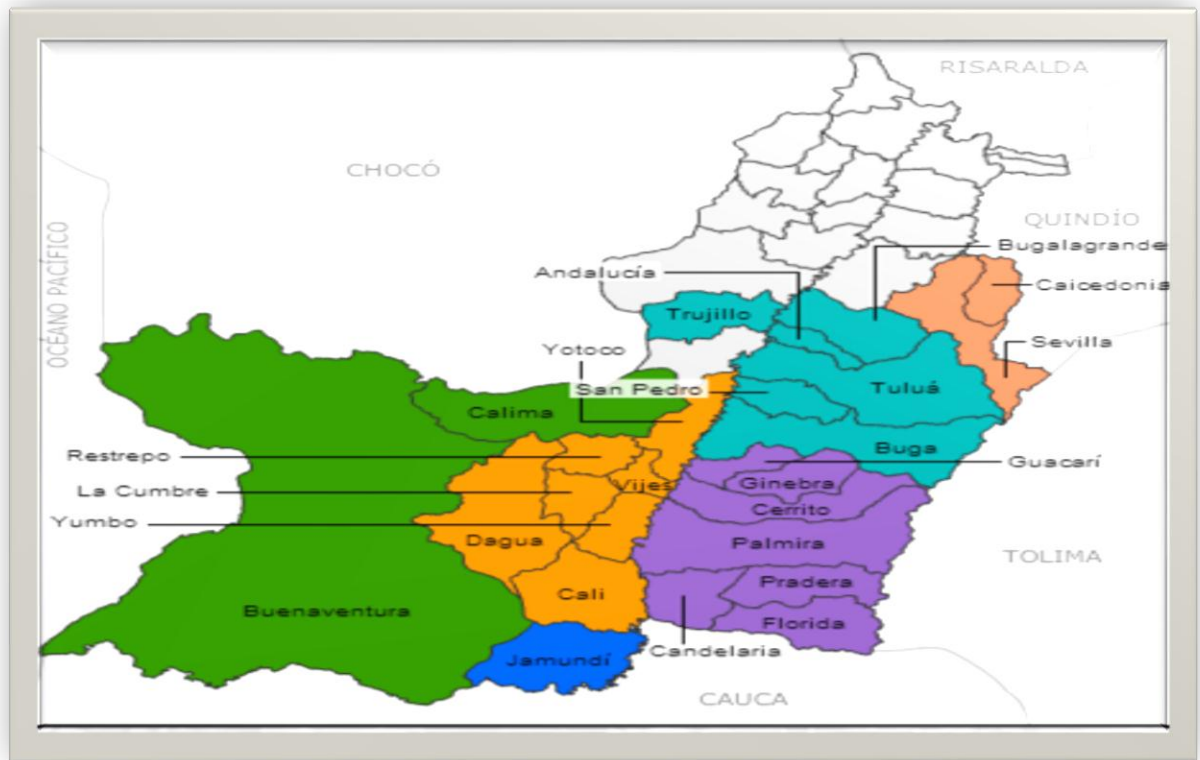 RISARALDA
CHOCÓ
QUINDÍO
OCÉANO PACÍFICO
Bugalagrande
Andalucía
Caicedonia
Trujillo
Sevilla
Yotoco
San Pedro
Tuluá
Calima
Buga
Restrepo
Guacarí
Vijes
Ginebra
La Cumbre
Cerrito
Yumbo
Dagua
Palmira
TOLIMA
Pradera
Cali
Buenaventura
Florida
Candelaria
Jamundí
CAUCA